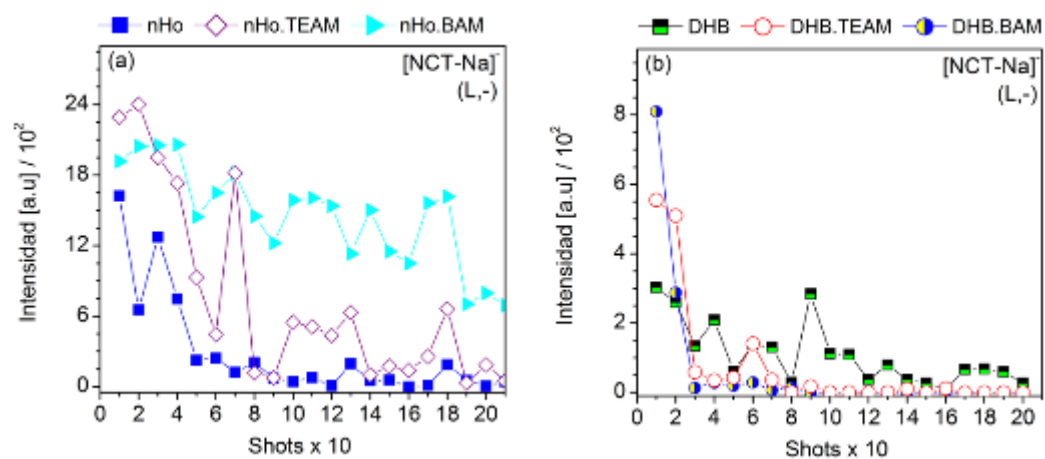 nHo nHo.TEAM nHo.BAM
(a) [NCT-Na]⁻
(L,-)
24
18
12
6
0
Intensidad [a.u] / 10²
0 2 4 6 8 10 12 14 16 18 20
Shots x 10
DHB DHB.TEAM DHB.BAM
(b) [NCT-Na]⁻
(L,-)
8
6
4
2
0
Intensidad [a.u] / 10²
0 2 4 6 8 10 12 14 16 18 20
Shots x 10